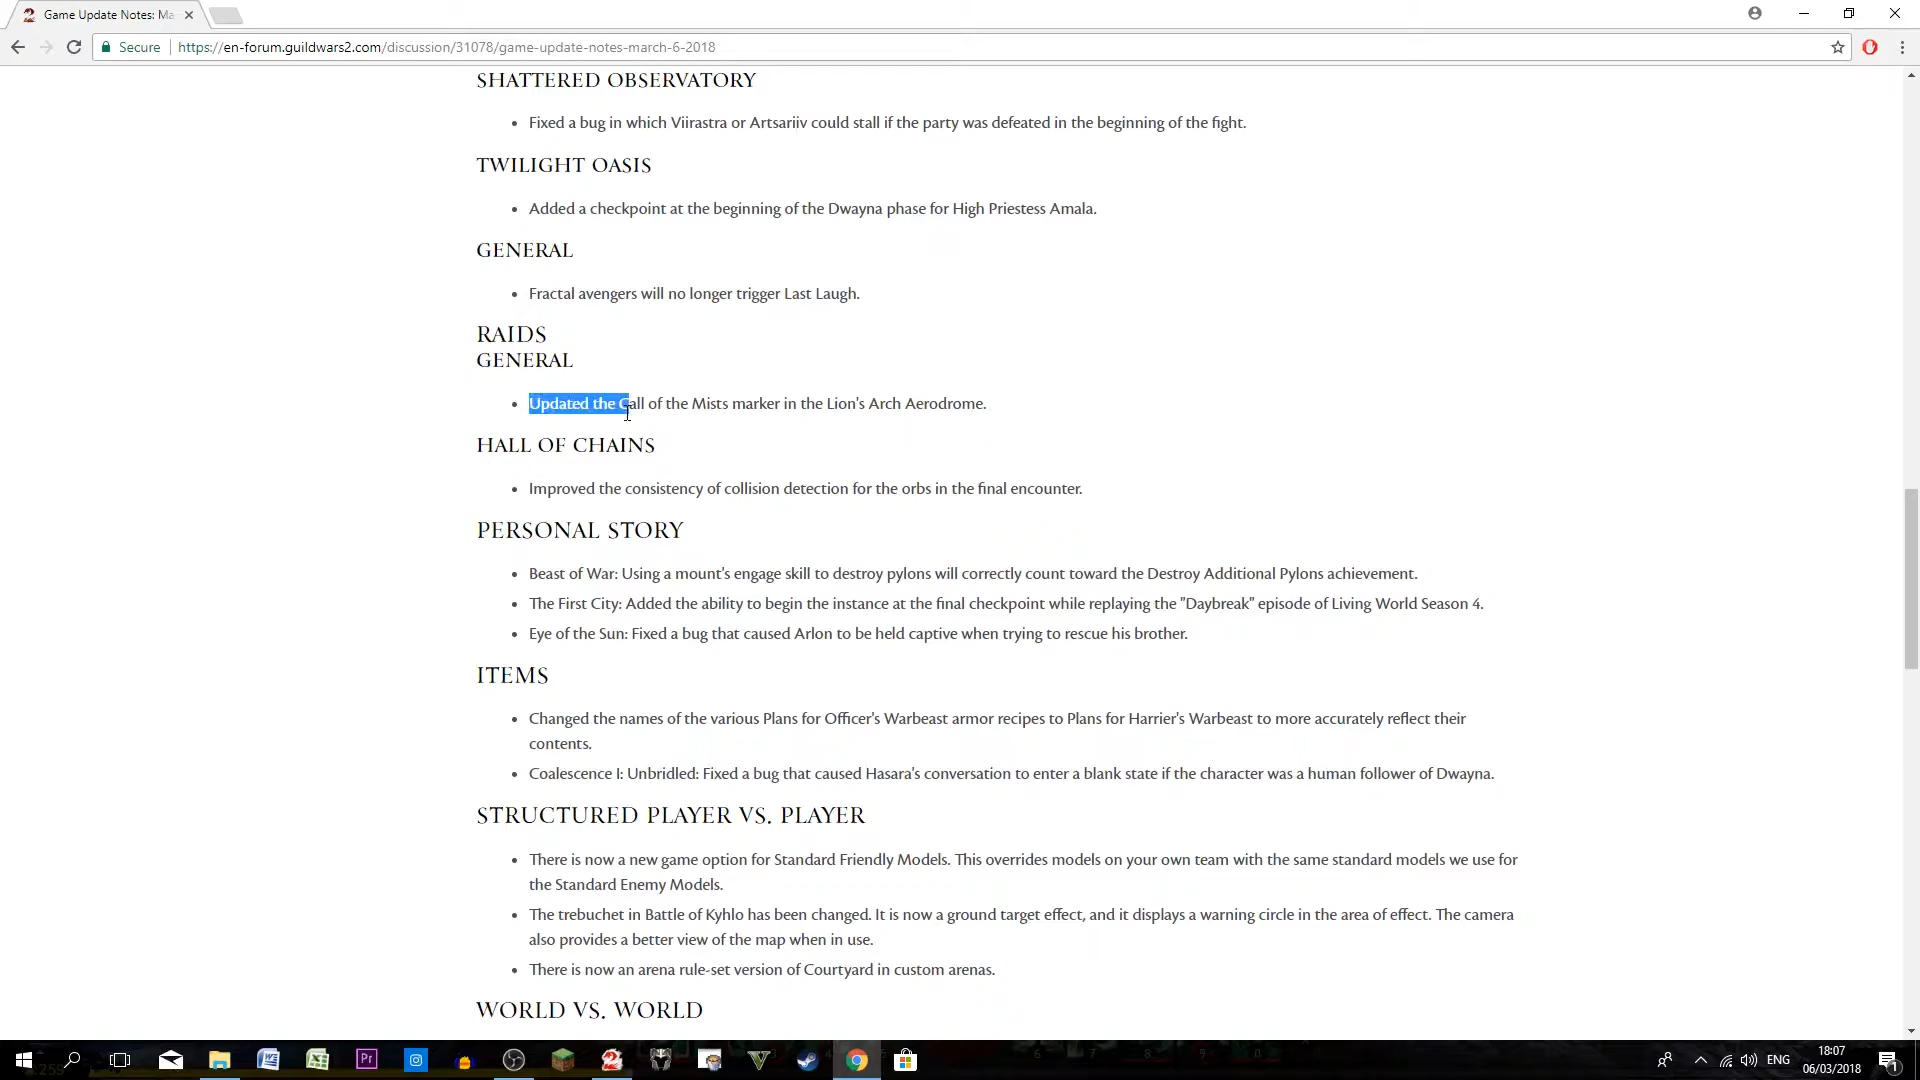 Game Update Notes: Ma
Secure
https://en-forum.guildwars2.com/discussion/31078/game-update-notes-march-6-2018
SHATTERED OBSERVATORY
Fixed a bug in which Viirastra or Artsariiv could stall if the party was defeated in the beginning of the fight.
TWILIGHT OASIS
Added a checkpoint at the beginning of the Dwayna phase for High Priestess Amala.
GENERAL
Fractal avengers will no longer trigger Last Laugh.
RAIDS
GENERAL
Updated the Call of the Mists marker in the Lion's Arch Aerodrome.
HALL OF CHAINS
Improved the consistency of collision detection for the orbs in the final encounter.
PERSONAL STORY
Beast of War: Using a mount's engage skill to destroy pylons will correctly count toward the Destroy Additional Pylons achievement.
The First City: Added the ability to begin the instance at the final checkpoint while replaying the "Daybreak" episode of Living World Season 4.
Eye of the Sun: Fixed a bug that caused Arlon to be held captive when trying to rescue his brother.
ITEMS
Changed the names of the various Plans for Officer's Warbeast armor recipes to Plans for Harrier's Warbeast to more accurately reflect their
contents.
Coalescence I: Unbridled: Fixed a bug that caused Hasara's conversation to enter a blank state if the character was a human follower of Dwayna.
STRUCTURED PLAYER VS. PLAYER
There is now a new game option for Standard Friendly Models. This overrides models on your own team with the same standard models we use for
the Standard Enemy Models.
The trebuchet in Battle of Kyhlo has been changed. It is now a ground target effect, and it displays a warning circle in the area of effect. The camera
also provides a better view of the map when in use.
There is now an arena rule-set version of Courtyard in custom arenas.
WORLD VS. WORLD
Pr
ENG
18:07
06/03/2018
1